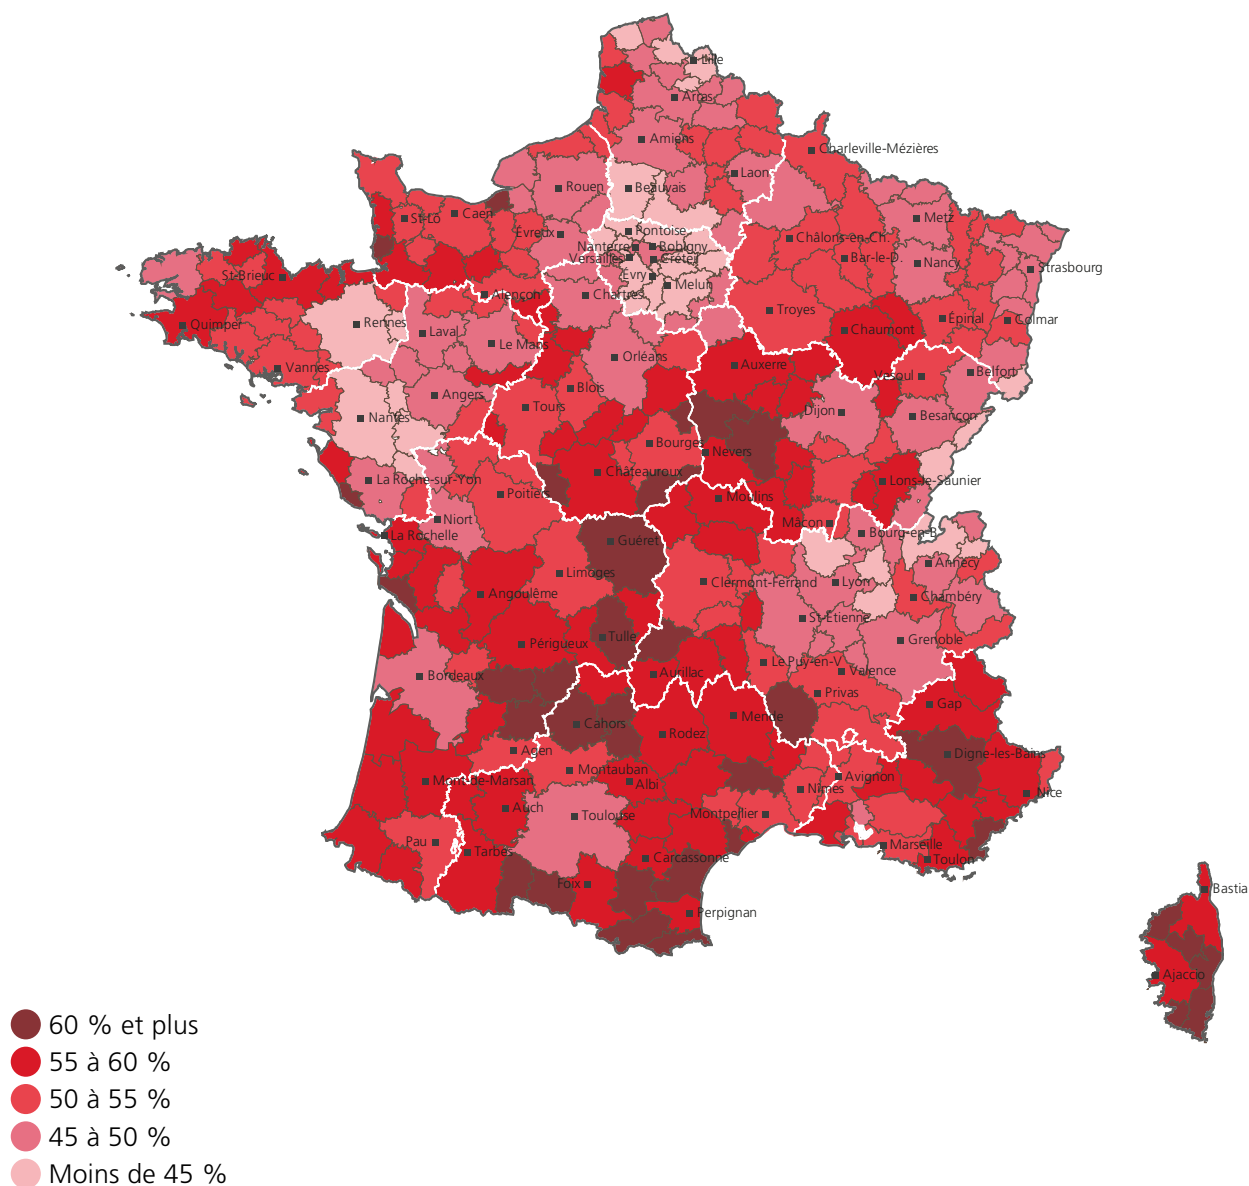 Lille
Arras
Amiens
Charleville-Mézières
Laon
Rouen
Beauvais
St-Lô
Caen
Metz
Evreux
Pontoise
Châlons-en-Ch.
Nanterre
Bobigny
Versailles
Créteil
Bar-le-D.
Nancy
Strasbourg
St-Brieuc
Évry
Melun
Alençon
Chartres
Troyes
Quimper
Rennes
Laval
Chaumont
Épinal
Colmar
Le Mans
Orléans
Vannes
Auxerre
Vesoul
Belfort
Blois
Angers
Tours
Dijon
Besançon
Nantes
Bourges
Nevers
La Roche-sur-Yon
Châteauroux
Lons-le-Saunier
Poitiers
Moulins
Niort
Mâcon
La Rochelle
Bourg-en-B.
Guéret
Annecy
Limoges
Clermont-Ferrand
Lyon
Angoulême
Chambéry
St-Etienne
Tulle
Périgueux
Grenoble
Le Puy-en-V.
Bordeaux
Aurillac
Valence
Privas
Gap
Mende
Cahors
Rodez
Agen
Digne-les-Bains
Montauban
Mont-de-Marsan
Albi
Avignon
Nîmes
Nice
Auch
Toulouse
Montpellier
Pau
Tarbes
Marseille
Carcassonne
Toulon
Foix
Bastia
Perpignan
Ajaccio
60 % et plus
55 à 60 %
50 à 55 %
45 à 50 %
Moins de 45 %